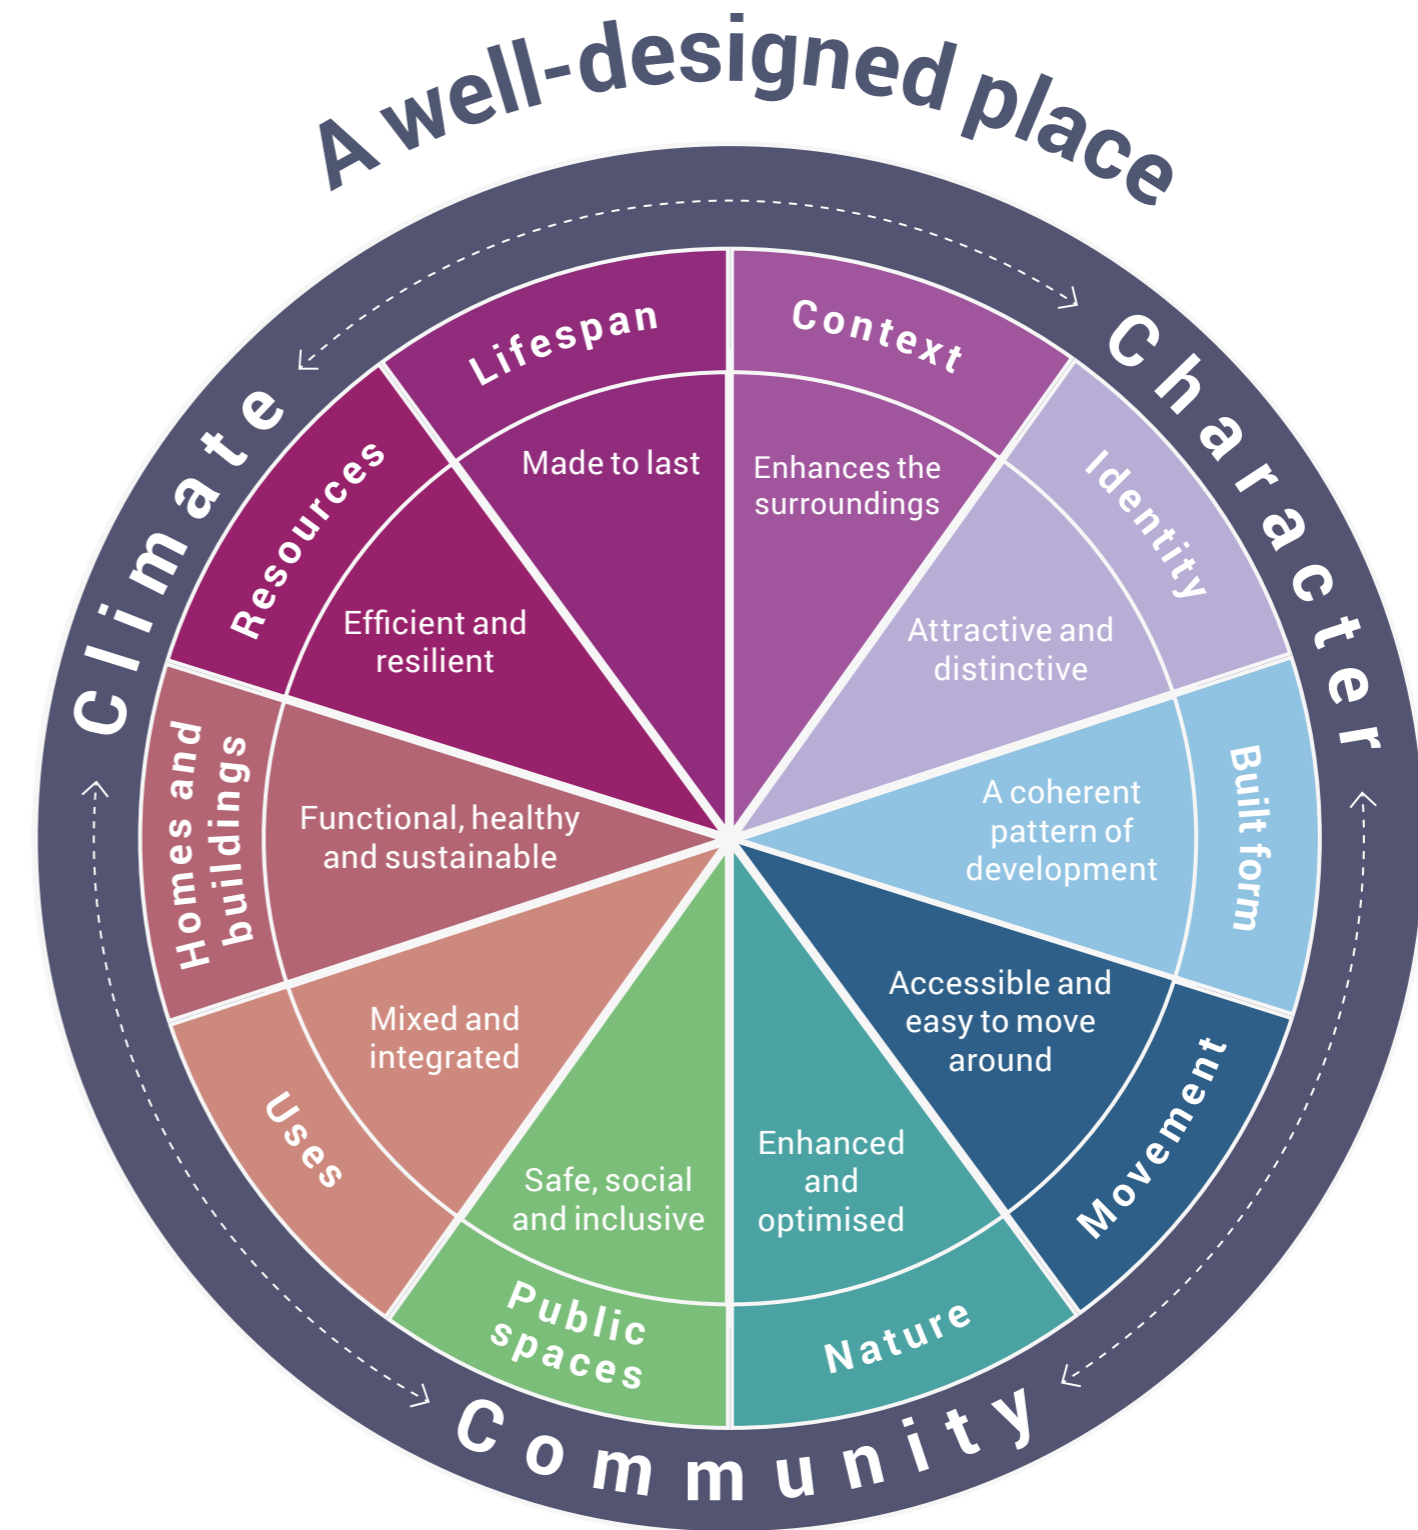 A well-designed place
Climate
Character
Community
Context
Enhances the
surroundings
Identity
Attractive and
distinctive
Built form
A coherent
pattern of
development
Movement
Accessible and
easy to move
around
Nature
Enhanced
and
optimised
Public
spaces
Safe, social
and inclusive
Uses
Mixed and
integrated
Homes and
buildings
Functional, healthy
and sustainable
Resources
Efficient and
resilient
Lifespan
Made to last